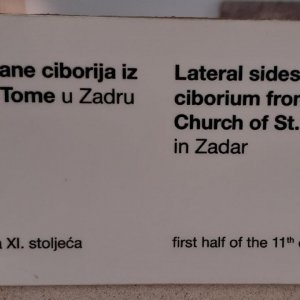 ane ciborija iz
Tome u Zadru
XI. stoljeća
Lateral sides
ciborium from
Church of St.
in Zadar
first half of the 11th